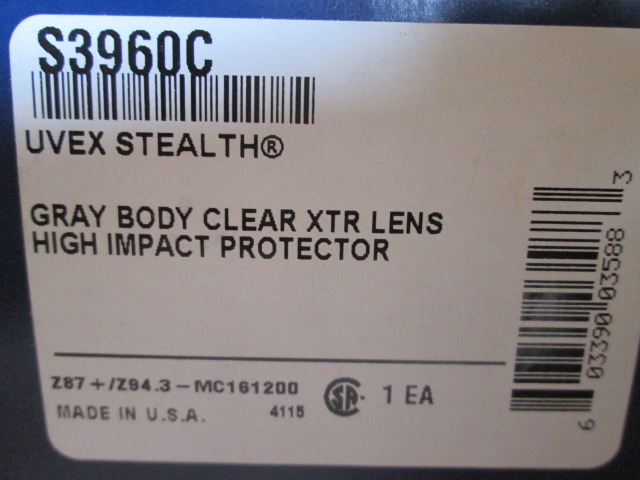 S3960C
UVEX STEALTH®
GRAY BODY CLEAR XTR LENS
HIGH IMPACT PROTECTOR
Z87+/Z94.3-MC161200
MADE IN U.S.A.
4115
SA
1 EA
6 03390 03588 3